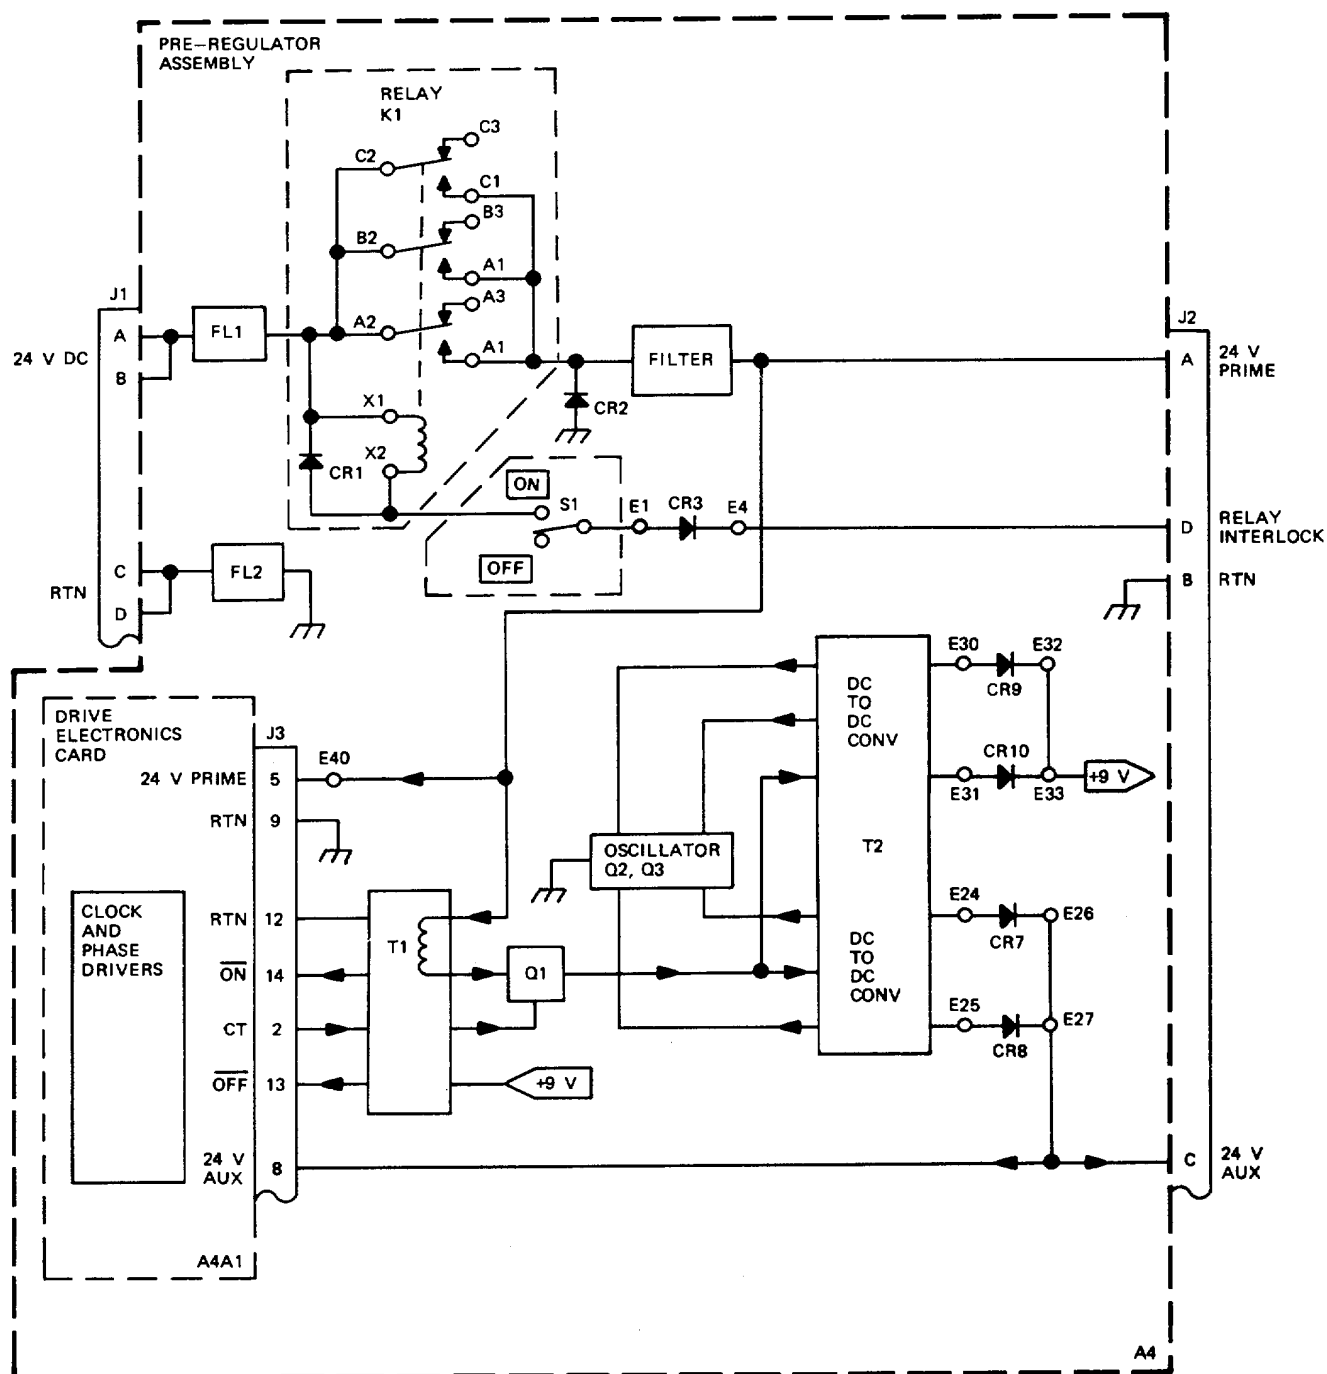 PRE-REGULATOR
ASSEMBLY
RELAY
K1
C3
C2
C1
B3
B2
A1
A3
A2
A1
J1
A
B
24 V DC
FL1
FILTER
J2
A
24 V
PRIME
CR2
X1
X2
CR1
ON
S1
OFF
E1
CR3
E4
D
RELAY
INTERLOCK
B
RTN
C
D
RTN
FL2
DRIVE
ELECTRONICS
CARD
J3
24 V PRIME
5
E40
RTN
9
CLOCK
AND
PHASE
DRIVERS
RTN
12
ON
14
CT
2
OFF
13
24 V
AUX
8
T1
Q1
+9 V
OSCILLATOR
Q2, Q3
DC
TO
DC
CONV
T2
DC
TO
DC
CONV
E30
CR9
E32
E31
CR10
E33
+9 V
E24
CR7
E26
E25
CR8
E27
C
24 V
AUX
A4A1
A4